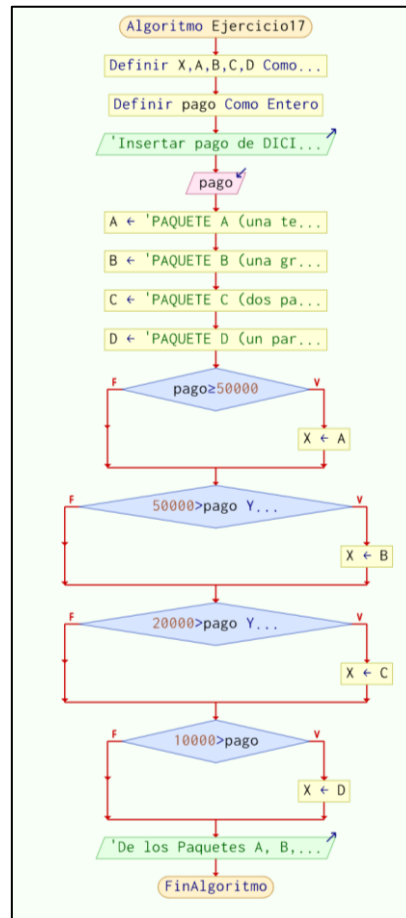 Algoritmo Ejercicio17
Definir X,A,B,C,D Como...
Definir pago Como Entero
'Insertar pago de DICI...
pago
A ← 'PAQUETE A (una te...
B ← 'PAQUETE B (una gr...
C ← 'PAQUETE C (dos pa...
D ← 'PAQUETE D (un par...
F
pago≥50000
V
X ← A
F
50000>pago Y...
V
X ← B
F
20000>pago Y...
V
X ← C
F
10000>pago
V
X ← D
'De los Paquetes A, B,...
FinAlgoritmo